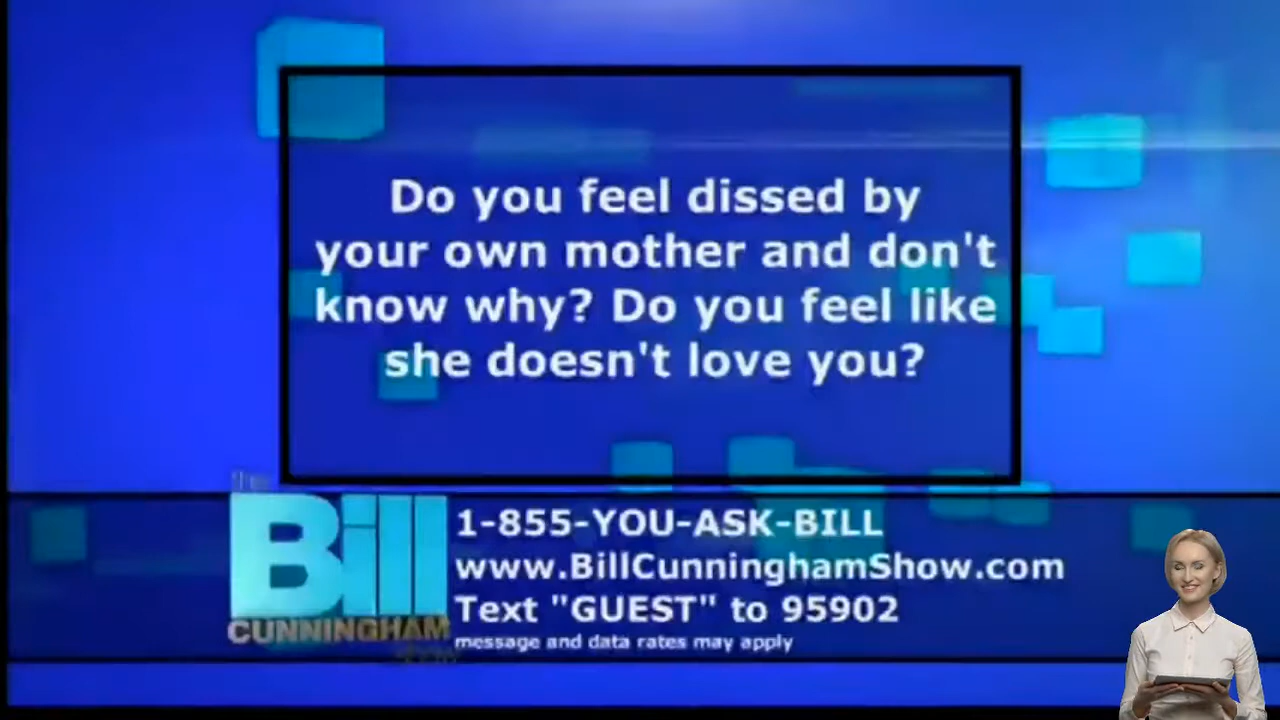 Do you feel dissed by
your own mother and don't
know why? Do you feel like
she doesn't love you?
The
Bill
CUNNINGHAM
1-855-YOU-ASK-BILL
www.BillCunninghamShow.com
Text "GUEST" to 95902
message and data rates may apply